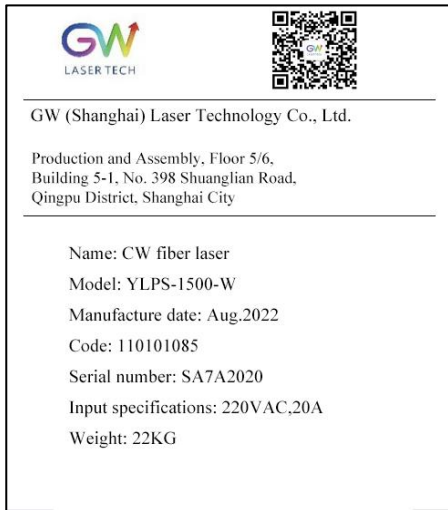 GW
LASER TECH
GW
GW (Shanghai) Laser Technology Co., Ltd.
Production and Assembly, Floor 5/6,
Building 5-1, No. 398 Shuanglian Road,
Qingpu District, Shanghai City
Name: CW fiber laser
Model: YLPS-1500-W
Manufacture date: Aug.2022
Code: 110101085
Serial number: SA7A2020
Input specifications: 220VAC,20A
Weight: 22KG